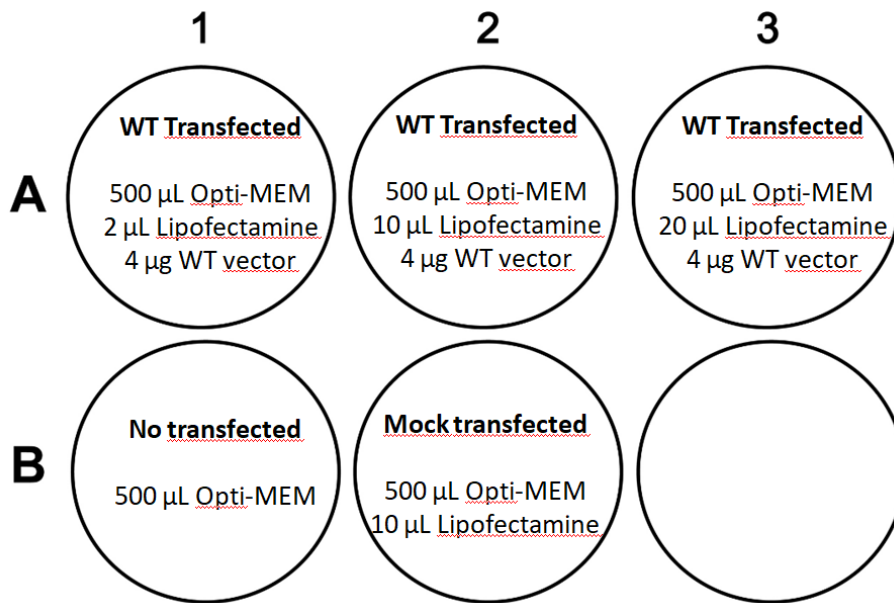 1 2 3
A
WT Transfected
500 µL Opti-MEM
2 µL Lipofectamine
4 µg WT vector
WT Transfected
500 µL Opti-MEM
10 µL Lipofectamine
4 µg WT vector
WT Transfected
500 µL Opti-MEM
20 µL Lipofectamine
4 µg WT vector
B
No transfected
500 µL Opti-MEM
Mock transfected
500 µL Opti-MEM
10 µL Lipofectamine